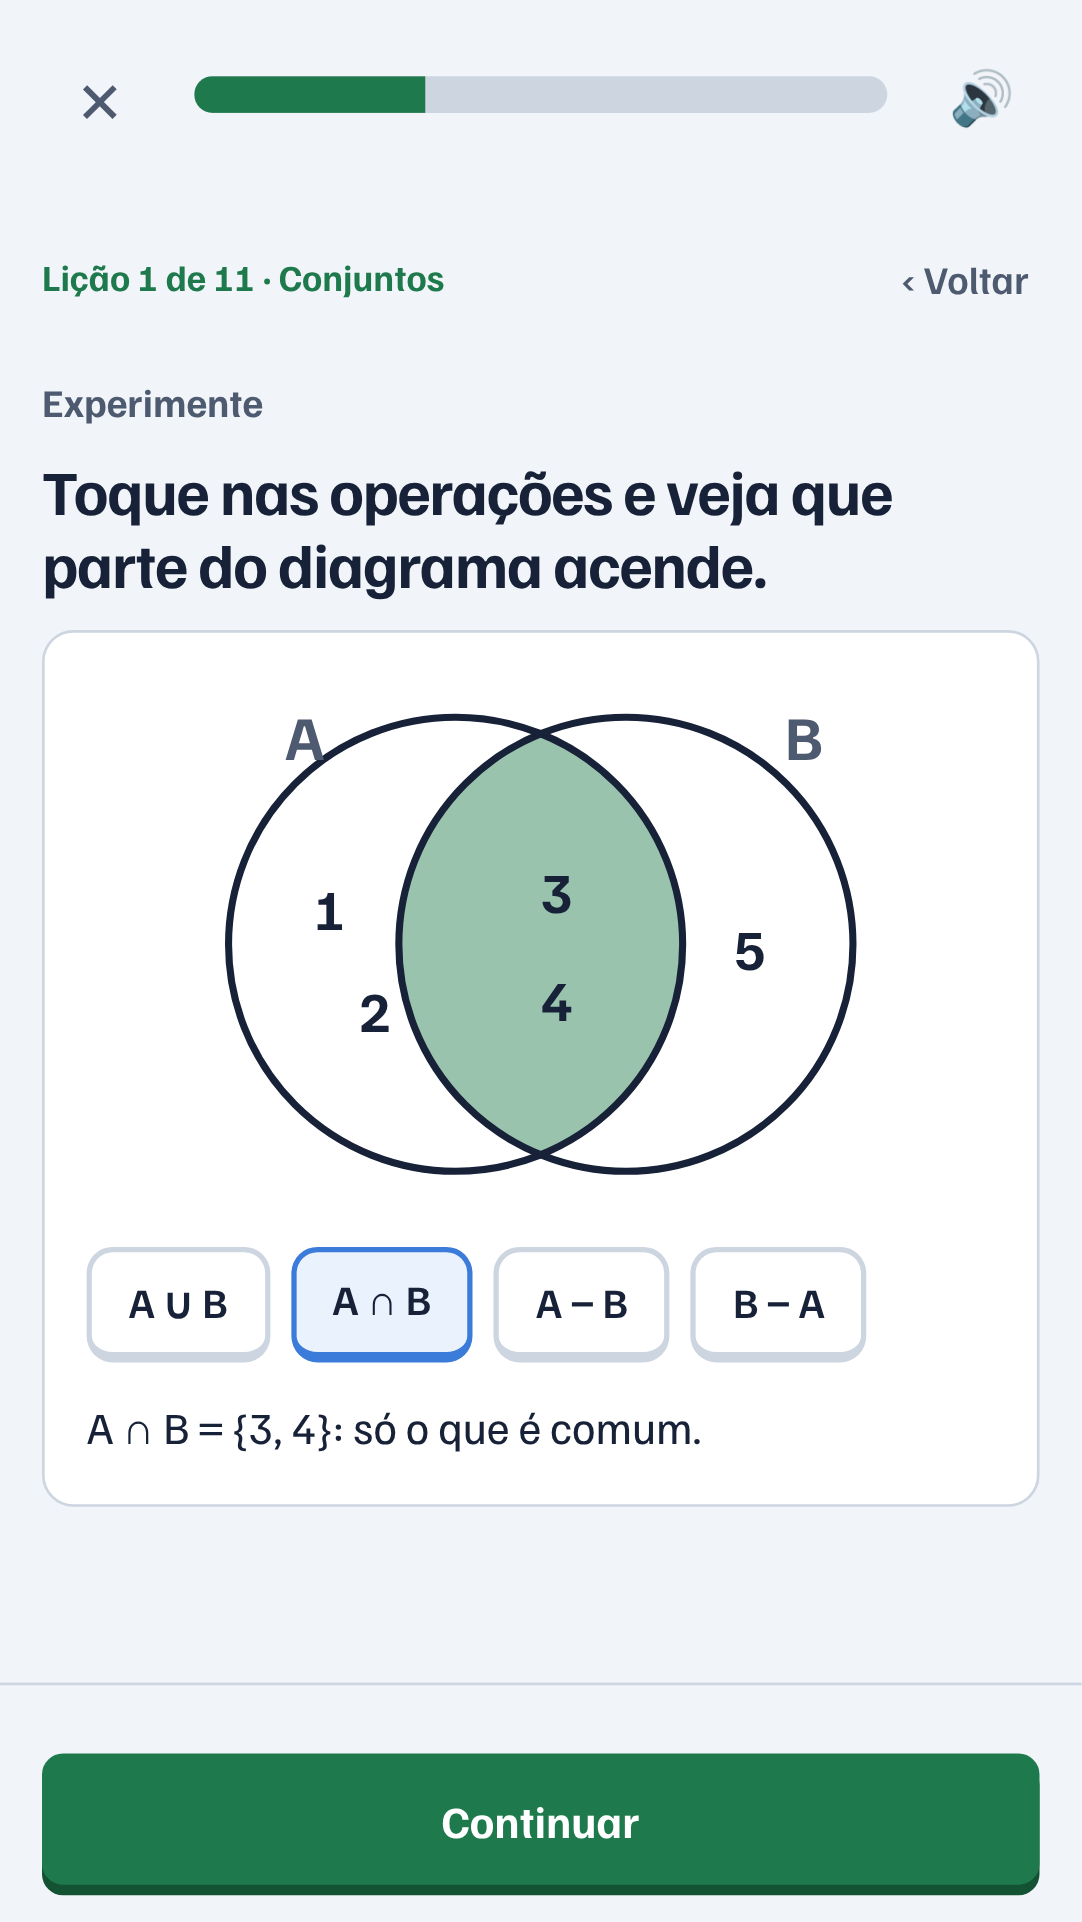 Lição 1 de 11 · Conjuntos
‹ Voltar
Experimente
Toque nas operações e veja que
parte do diagrama acende.
A
B
1
2
3
4
5
A ∪ B
A ∩ B
A − B
B − A
A ∩ B = {3, 4}: só o que é comum.
Continuar